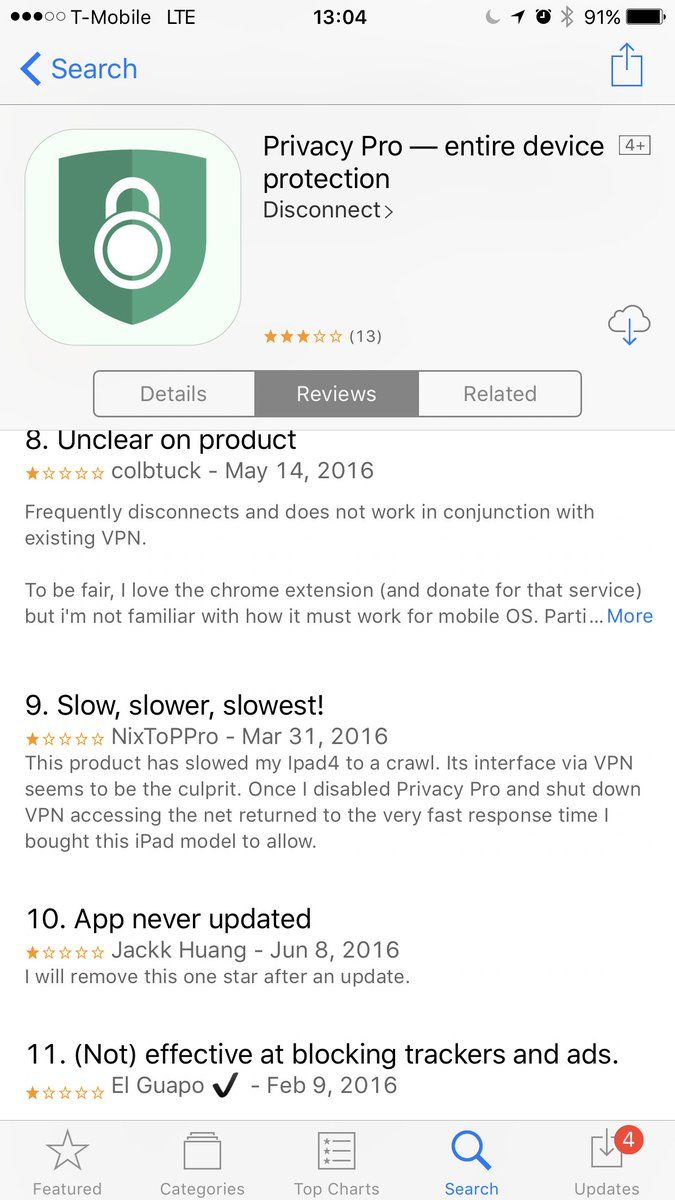 T-Mobile LTE 13:04 91%
Search
Privacy Pro — entire device 4+
protection
Disconnect
(13)
Details Reviews Related
8. Unclear on product
colbtuck - May 14, 2016
Frequently disconnects and does not work in conjunction with
existing VPN.
To be fair, I love the chrome extension (and donate for that service)
but i'm not familiar with how it must work for mobile OS. Parti... More
9. Slow, slower, slowest!
NixToPPro - Mar 31, 2016
This product has slowed my Ipad4 to a crawl. Its interface via VPN
seems to be the culprit. Once I disabled Privacy Pro and shut down
VPN accessing the net returned to the very fast response time I
bought this iPad model to allow.
10. App never updated
Jackk Huang - Jun 8, 2016
I will remove this one star after an update.
11. (Not) effective at blocking trackers and ads.
El Guapo ✔ - Feb 9, 2016
4
Featured Categories Top Charts Search Updates